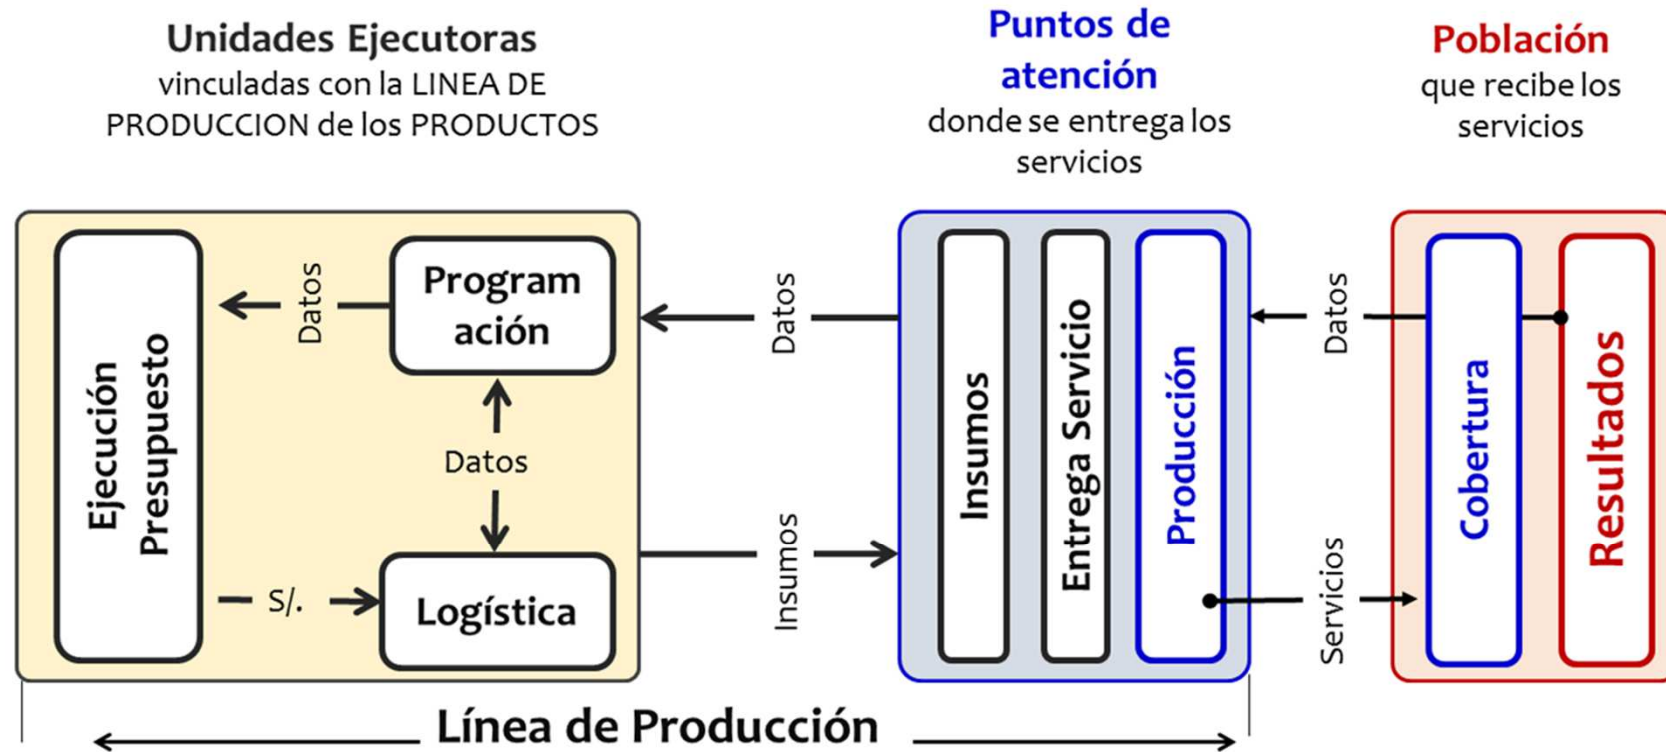 Unidades Ejecutoras
vinculadas con la LINEA DE
PRODUCCION de los PRODUCTOS
Puntos de
atención
donde se entrega los
servicios
Población
que recibe los
servicios
Ejecución
Presupuesto
Datos
Program
ación
Datos
S/.
Logística
Datos
Insumos
Insumos
Entrega Servicio
Producción
Datos
Servicios
Cobertura
Resultados
Línea de Producción